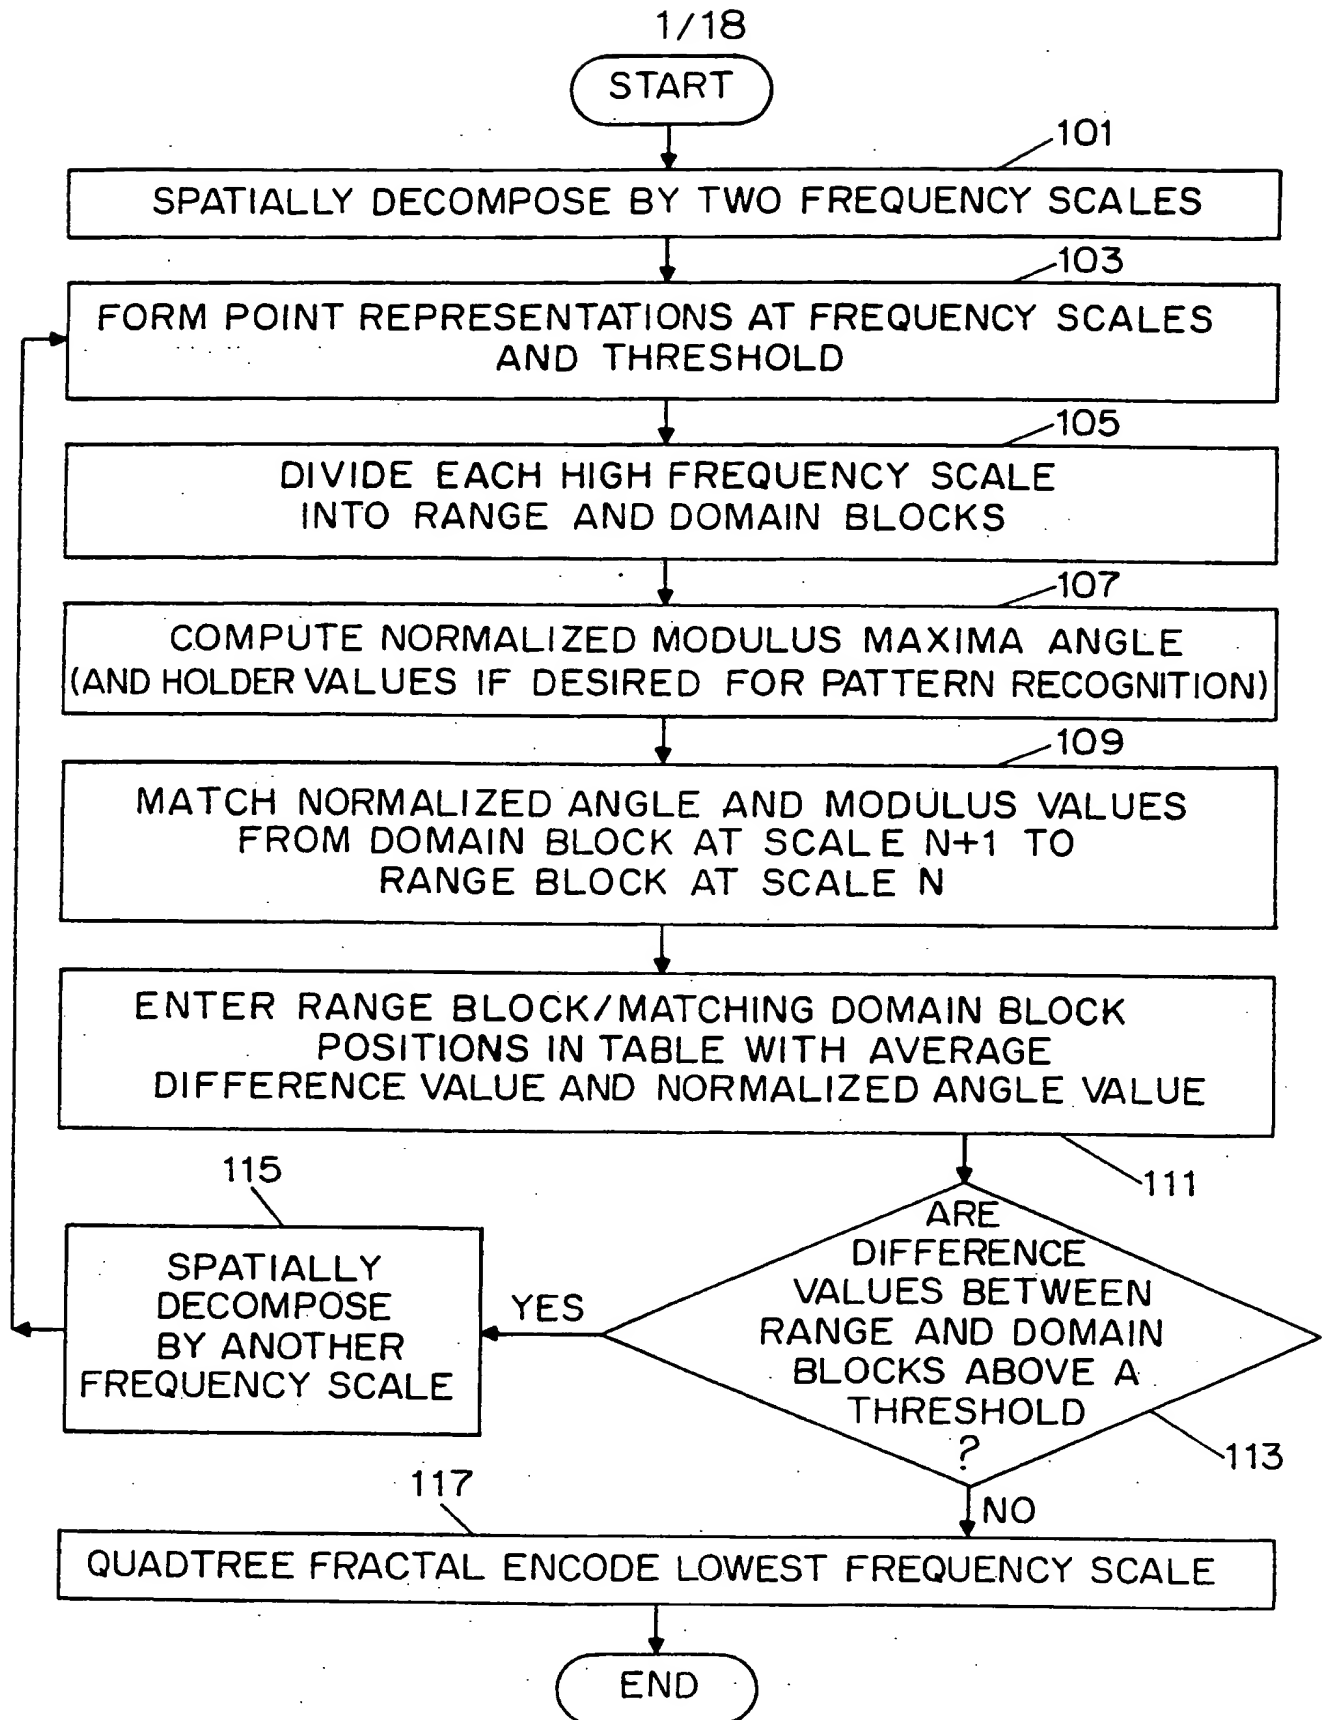 1/18
START
101
SPATIALLY DECOMPOSE BY TWO FREQUENCY SCALES
103
FORM POINT REPRESENTATIONS AT FREQUENCY SCALES
AND THRESHOLD
105
DIVIDE EACH HIGH FREQUENCY SCALE
INTO RANGE AND DOMAIN BLOCKS
107
COMPUTE NORMALIZED MODULUS MAXIMA ANGLE
(AND HOLDER VALUES IF DESIRED FOR PATTERN RECOGNITION)
109
MATCH NORMALIZED ANGLE AND MODULUS VALUES
FROM DOMAIN BLOCK AT SCALE N+1 TO
RANGE BLOCK AT SCALE N
ENTER RANGE BLOCK/MATCHING DOMAIN BLOCK
POSITIONS IN TABLE WITH AVERAGE
DIFFERENCE VALUE AND NORMALIZED ANGLE VALUE
111
ARE
DIFFERENCE
VALUES BETWEEN
RANGE AND DOMAIN
BLOCKS ABOVE A
THRESHOLD
?
113
YES
115
SPATIALLY
DECOMPOSE
BY ANOTHER
FREQUENCY SCALE
NO
117
QUADTREE FRACTAL ENCODE LOWEST FREQUENCY SCALE
END